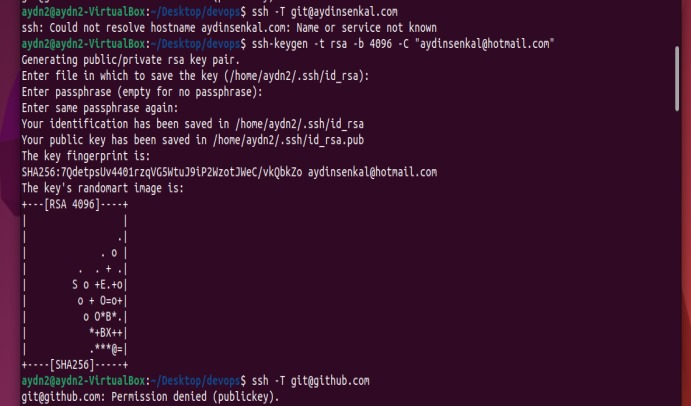 aydn2@aydn2-VirtualBox:~/Desktop/devops$ ssh -T git@aydinsenkal.com
ssh: Could not resolve hostname aydinsenkal.com: Name or service not known
aydn2@aydn2-VirtualBox:~/Desktop/devops$ ssh-keygen -t rsa -b 4096 -C "aydinsenkal@hotmail.com"
Generating public/private rsa key pair.
Enter file in which to save the key (/home/aydn2/.ssh/id_rsa):
Enter passphrase (empty for no passphrase):
Enter same passphrase again:
Your identification has been saved in /home/aydn2/.ssh/id_rsa
Your public key has been saved in /home/aydn2/.ssh/id_rsa.pub
The key fingerprint is:
SHA256:7QdetpsUv4401rzqVG5WtuJ9iP2WzotJWeC/vkQbkZo aydinsenkal@hotmail.com
The key's randomart image is:
+---[RSA 4096]----+
|                 |
|                .|
|             . o |
|         .  . + .|
|        S o +E.+o|
|         o + O=o+|
|          o O*B*.|
|           *+BX++|
|           .***@=|
+----[SHA256]-----+
aydn2@aydn2-VirtualBox:~/Desktop/devops$ ssh -T git@github.com
git@github.com: Permission denied (publickey).